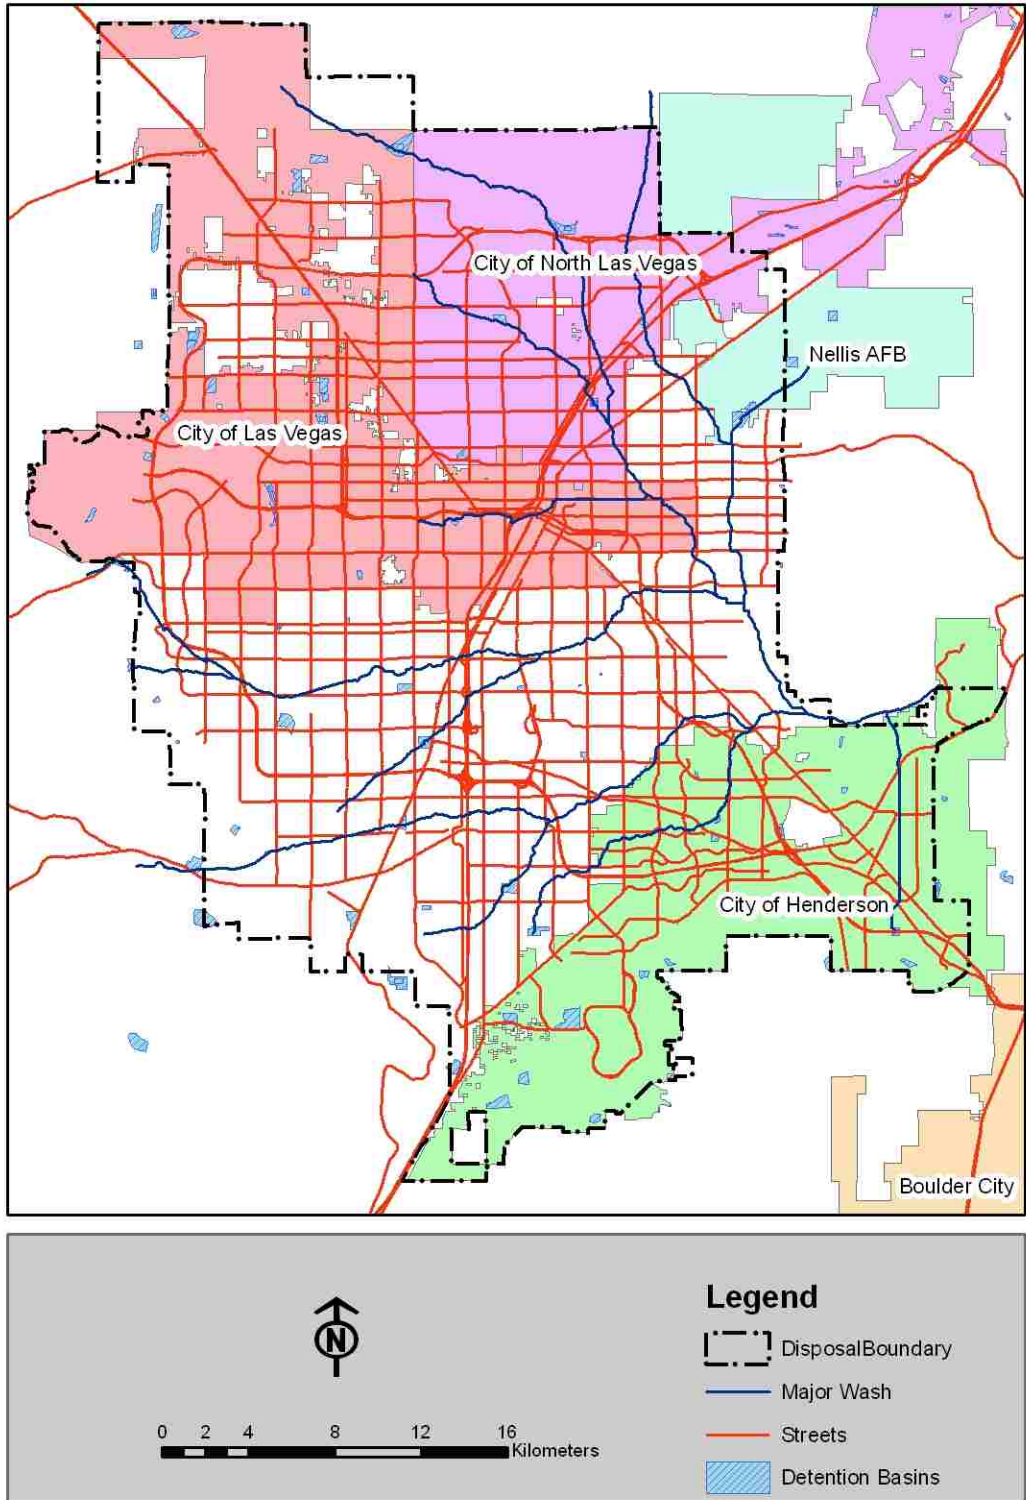 City of North Las Vegas
Nellis AFB
City of Las Vegas
City of Henderson
Boulder City
Legend
DisposalBoundary
N
Major Wash
0 2 4 8 12 16
Streets
Kilometers
Detention Basins